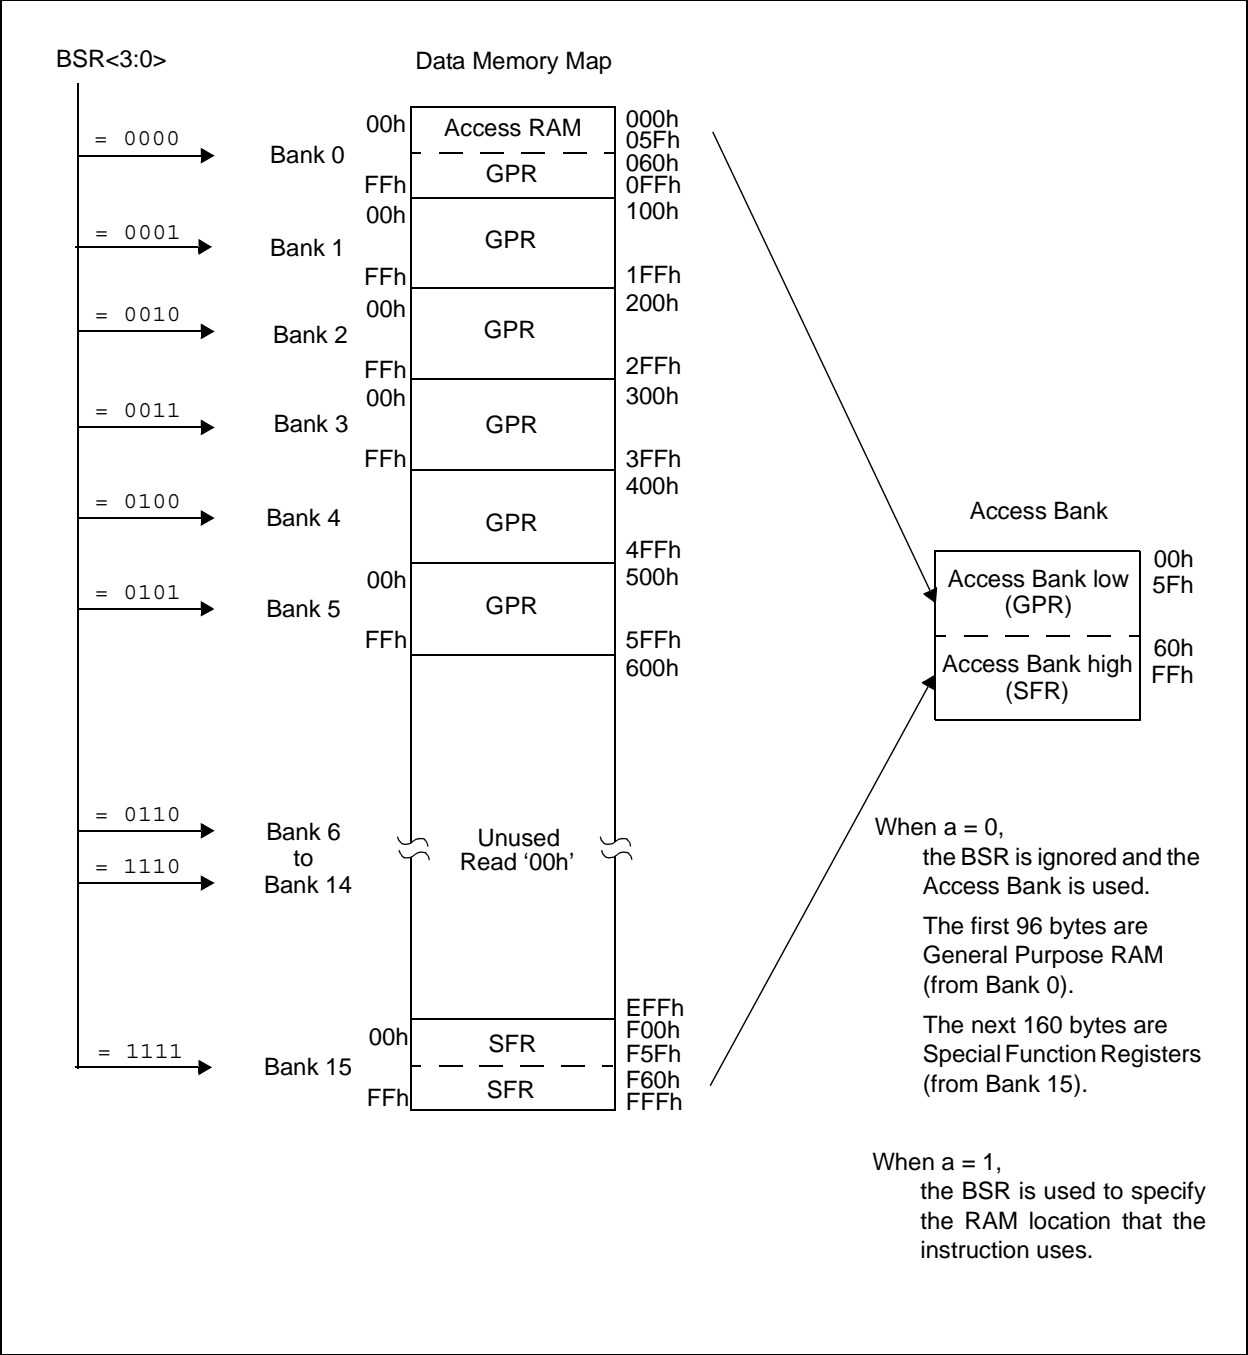 BSR<3:0>
Data Memory Map
= 0000
Bank 0
00h
Access RAM
000h
05Fh
060h
GPR
FFh
0FFh
= 0001
Bank 1
00h
GPR
100h
FFh
1FFh
= 0010
Bank 2
00h
GPR
200h
FFh
2FFh
= 0011
Bank 3
00h
GPR
300h
FFh
3FFh
= 0100
Bank 4
GPR
400h
4FFh
= 0101
Bank 5
00h
GPR
500h
FFh
5FFh
600h
= 0110
Bank 6
to
= 1110
Bank 14
Unused
Read ‘00h’
EFFh
= 1111
Bank 15
00h
SFR
F00h
F5Fh
F60h
SFR
FFh
FFFh
Access Bank
Access Bank low
(GPR)
00h
5Fh
Access Bank high
(SFR)
60h
FFh
When a = 0,
the BSR is ignored and the
Access Bank is used.
The first 96 bytes are
General Purpose RAM
(from Bank 0).
The next 160 bytes are
Special Function Registers
(from Bank 15).
When a = 1,
the BSR is used to specify
the RAM location that the
instruction uses.